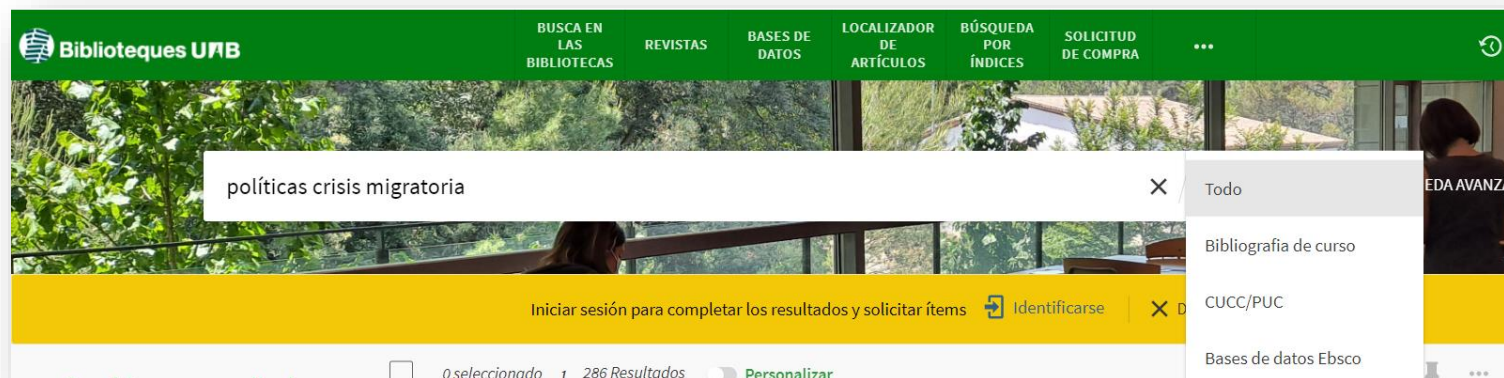 Biblioteques UAB
BUSCA EN
LAS
BIBLIOTECAS
REVISTAS
BASES DE
DATOS
LOCALIZADOR
DE
ARTÍCULOS
BÚSQUEDA
POR
ÍNDICES
SOLICITUD
DE COMPRA
•••
políticas crisis migratoria
Todo
EDA AVANZA
Bibliografia de curso
CUCC/PUC
Bases de datos Ebsco
Iniciar sesión para completar los resultados y solicitar ítems Identificarse
0 seleccionado 1 286 Resultados Personalizar